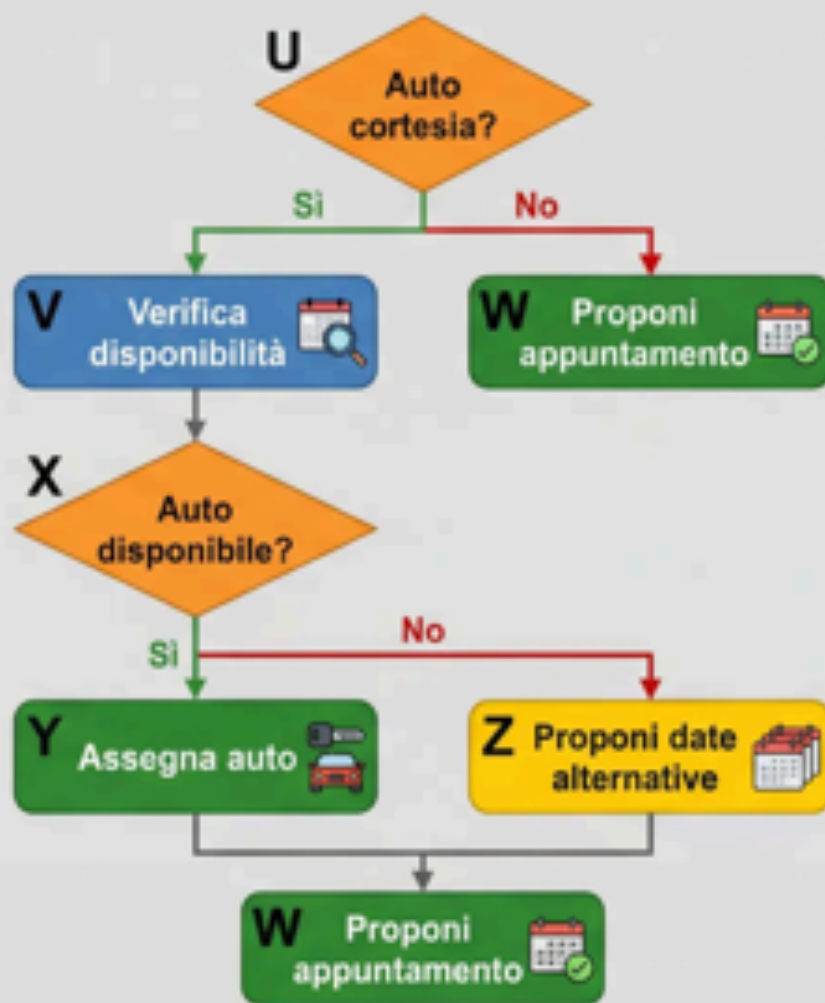 U
Auto
cortesia?
Sì
No
V
Verifica
disponibilità
W
Proponi
appuntamento
X
Auto
disponibile?
No
Sì
Y
Assegna auto
Z
Proponi date
alternative
W
Proponi
appuntamento